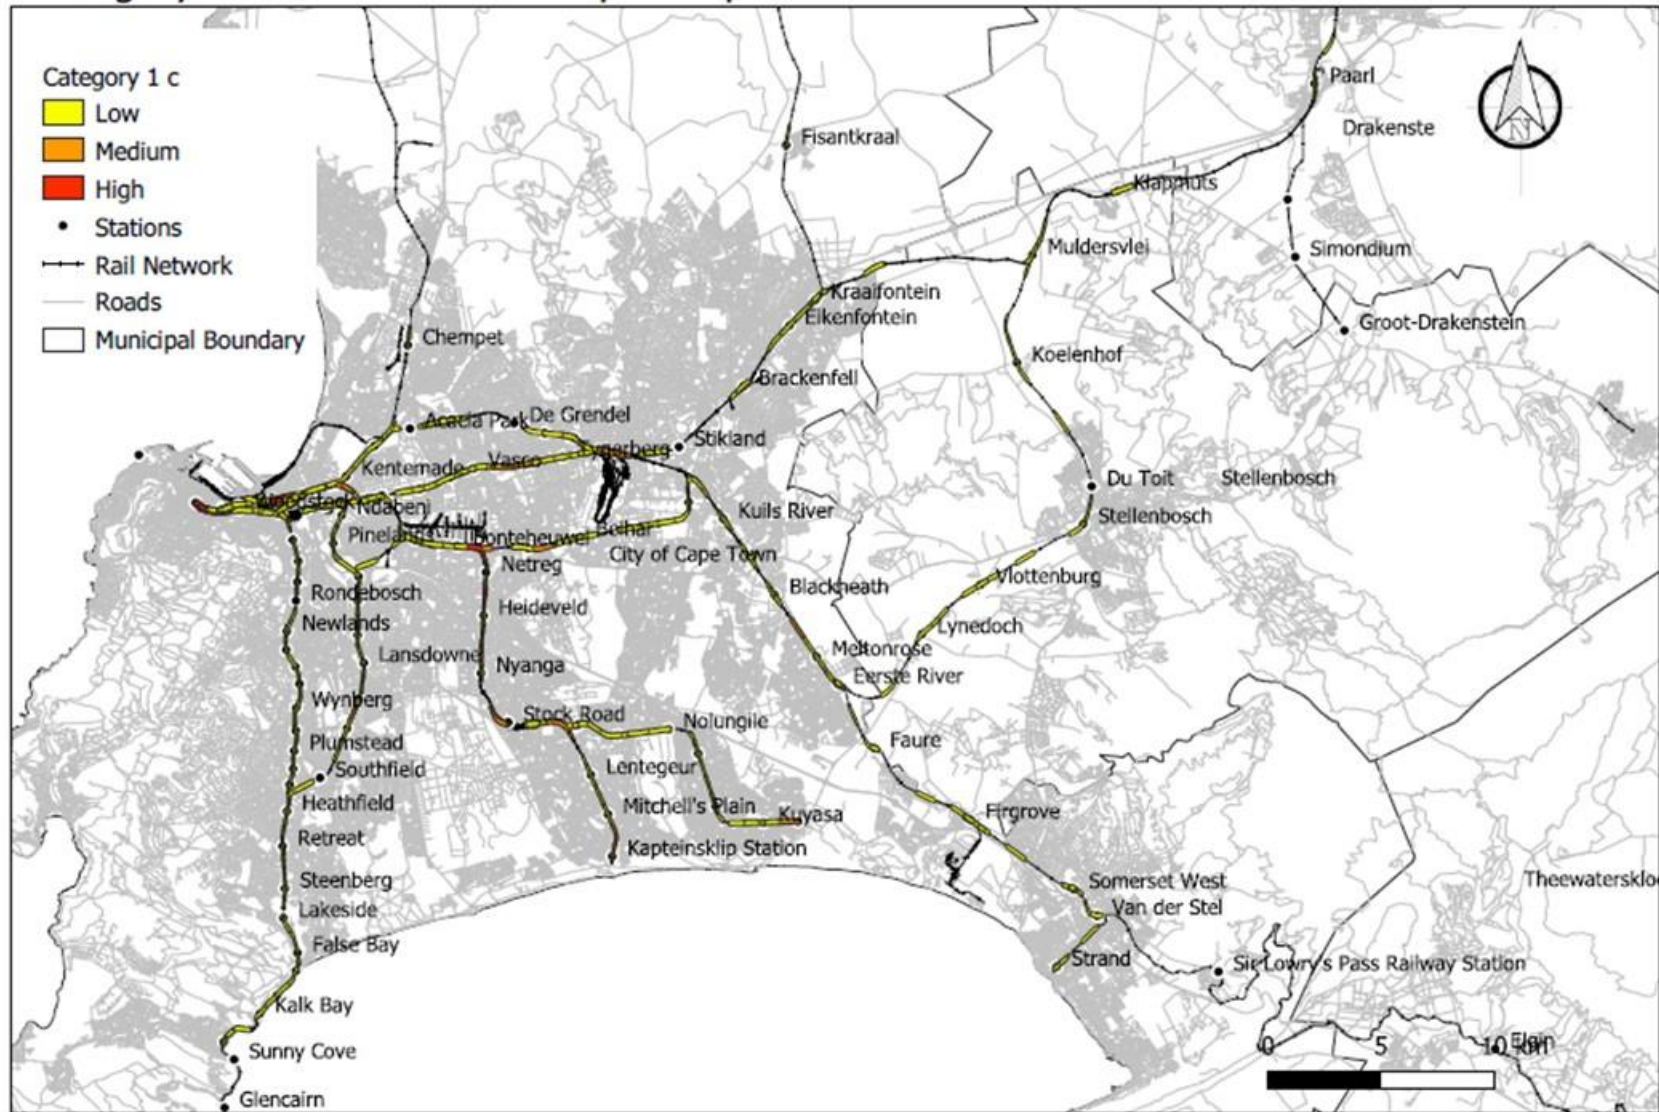 Category 1 c
Low
Medium
High
Stations
Rail Network
Roads
Municipal Boundary
N
Paarl
Drakenste
Fisantkraal
Klapmuts
Muldersvlei
Simondium
Kraaifontein
Eikenfontein
Groot-Drakenstein
Chempet
Koelenhof
Brackenfell
Acacia Park
De Grendel
Stikland
Kentemade
Vasco
Du Toit
Stellenbosch
Ndabeni
Kuils River
Stellenbosch
Pinelands
Bonteheuwel
Belhar
City of Cape Town
Netreg
Rondebosch
Heideveld
Blackheath
Vlottenburg
Newlands
Lynedoch
Lansdowne
Nyanga
Meltonrose
Eerste River
Wynberg
Stock Road
Nolungile
Plumstead
Faure
Southfield
Lentegeur
Heathfield
Mitchell's Plain
Kuyasa
Firgrove
Retreat
Kapteinsklip Station
Steenberg
Somerset West
Theewaterskloo
Lakeside
Van der Stel
False Bay
Strand
Sir Lowry's Pass Railway Station
Kalk Bay
Sunny Cove
0 5 10 km
Elgin
Glencairn